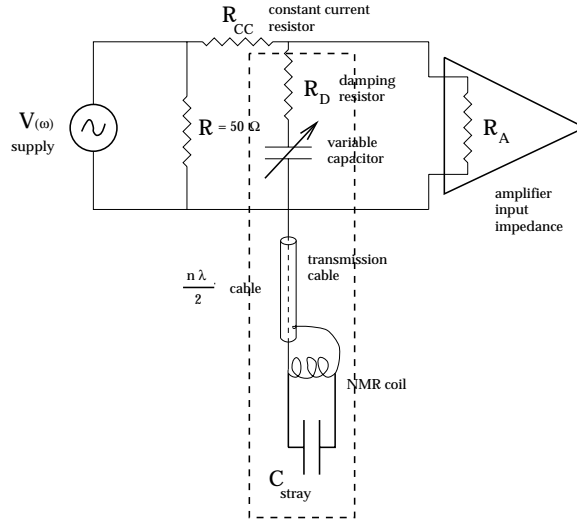 R CC constant current
resistor
R D damping
resistor
V(ω)
supply
R = 50 Ω
variable
capacitor
R A
amplifier
input
impedance
n λ
2
cable
transmission
cable
NMR coil
C stray